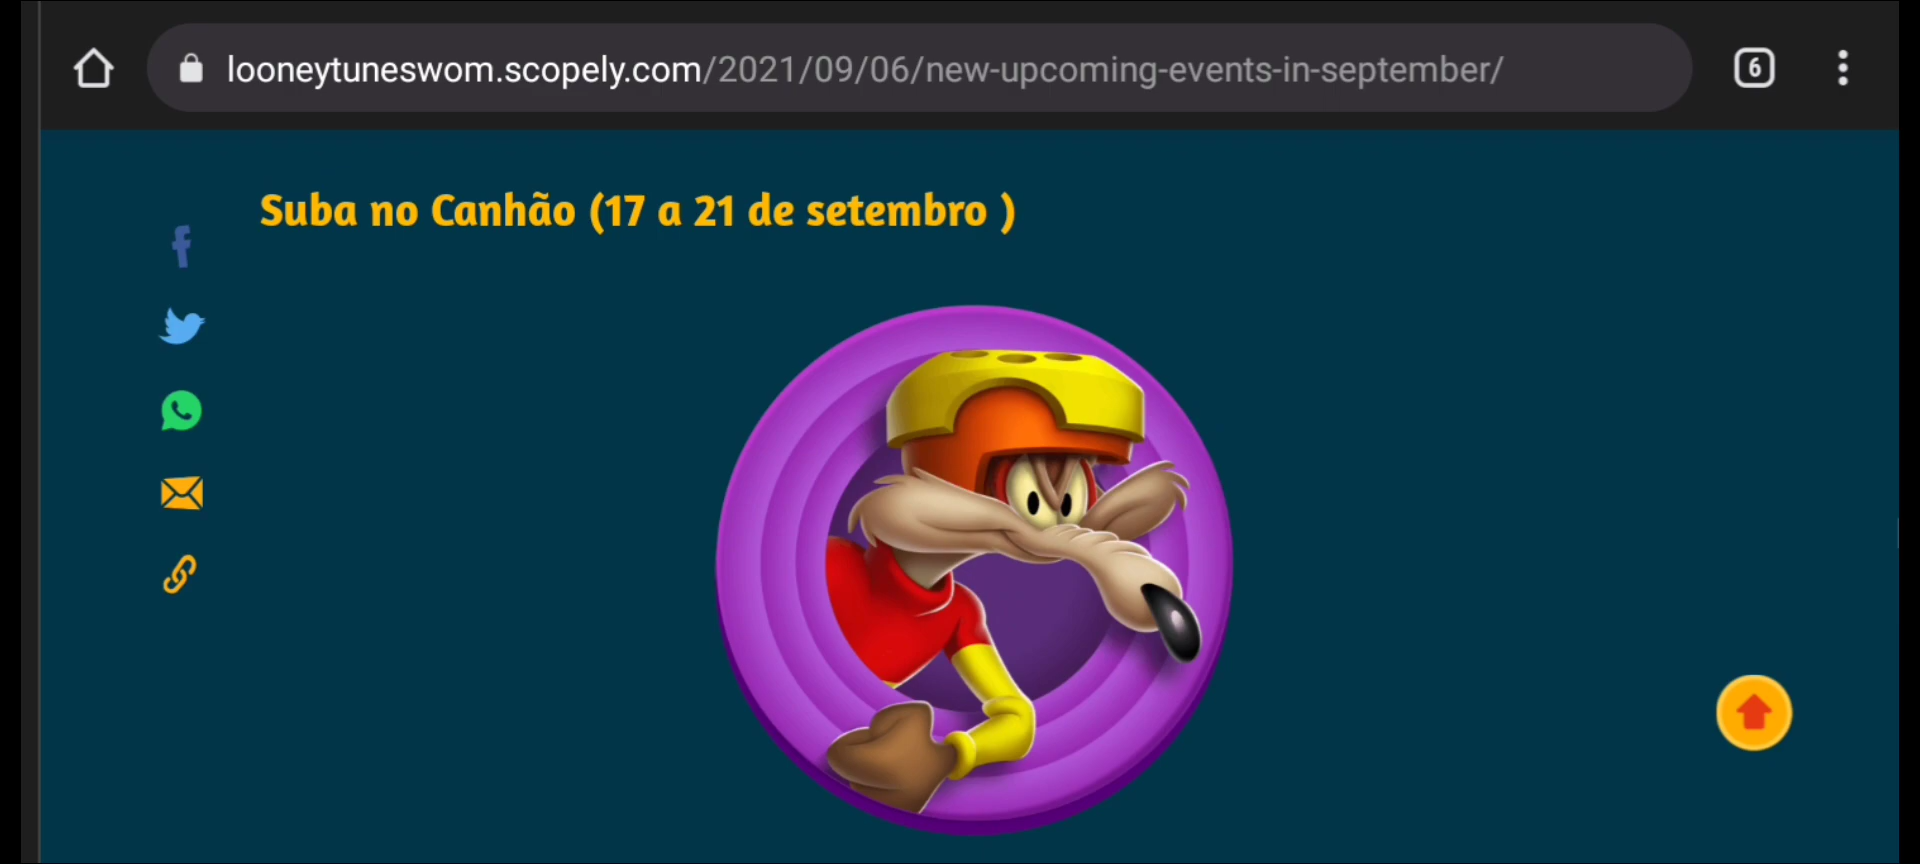 looneytuneswom.scopely.com/2021/09/06/new-upcoming-events-in-september/
6
Suba no Canhão (17 a 21 de setembro )